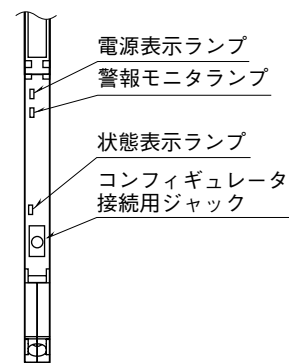 電源表示ランプ
警報モニタランプ
状態表示ランプ
コンフィギュレータ
接続用ジャック